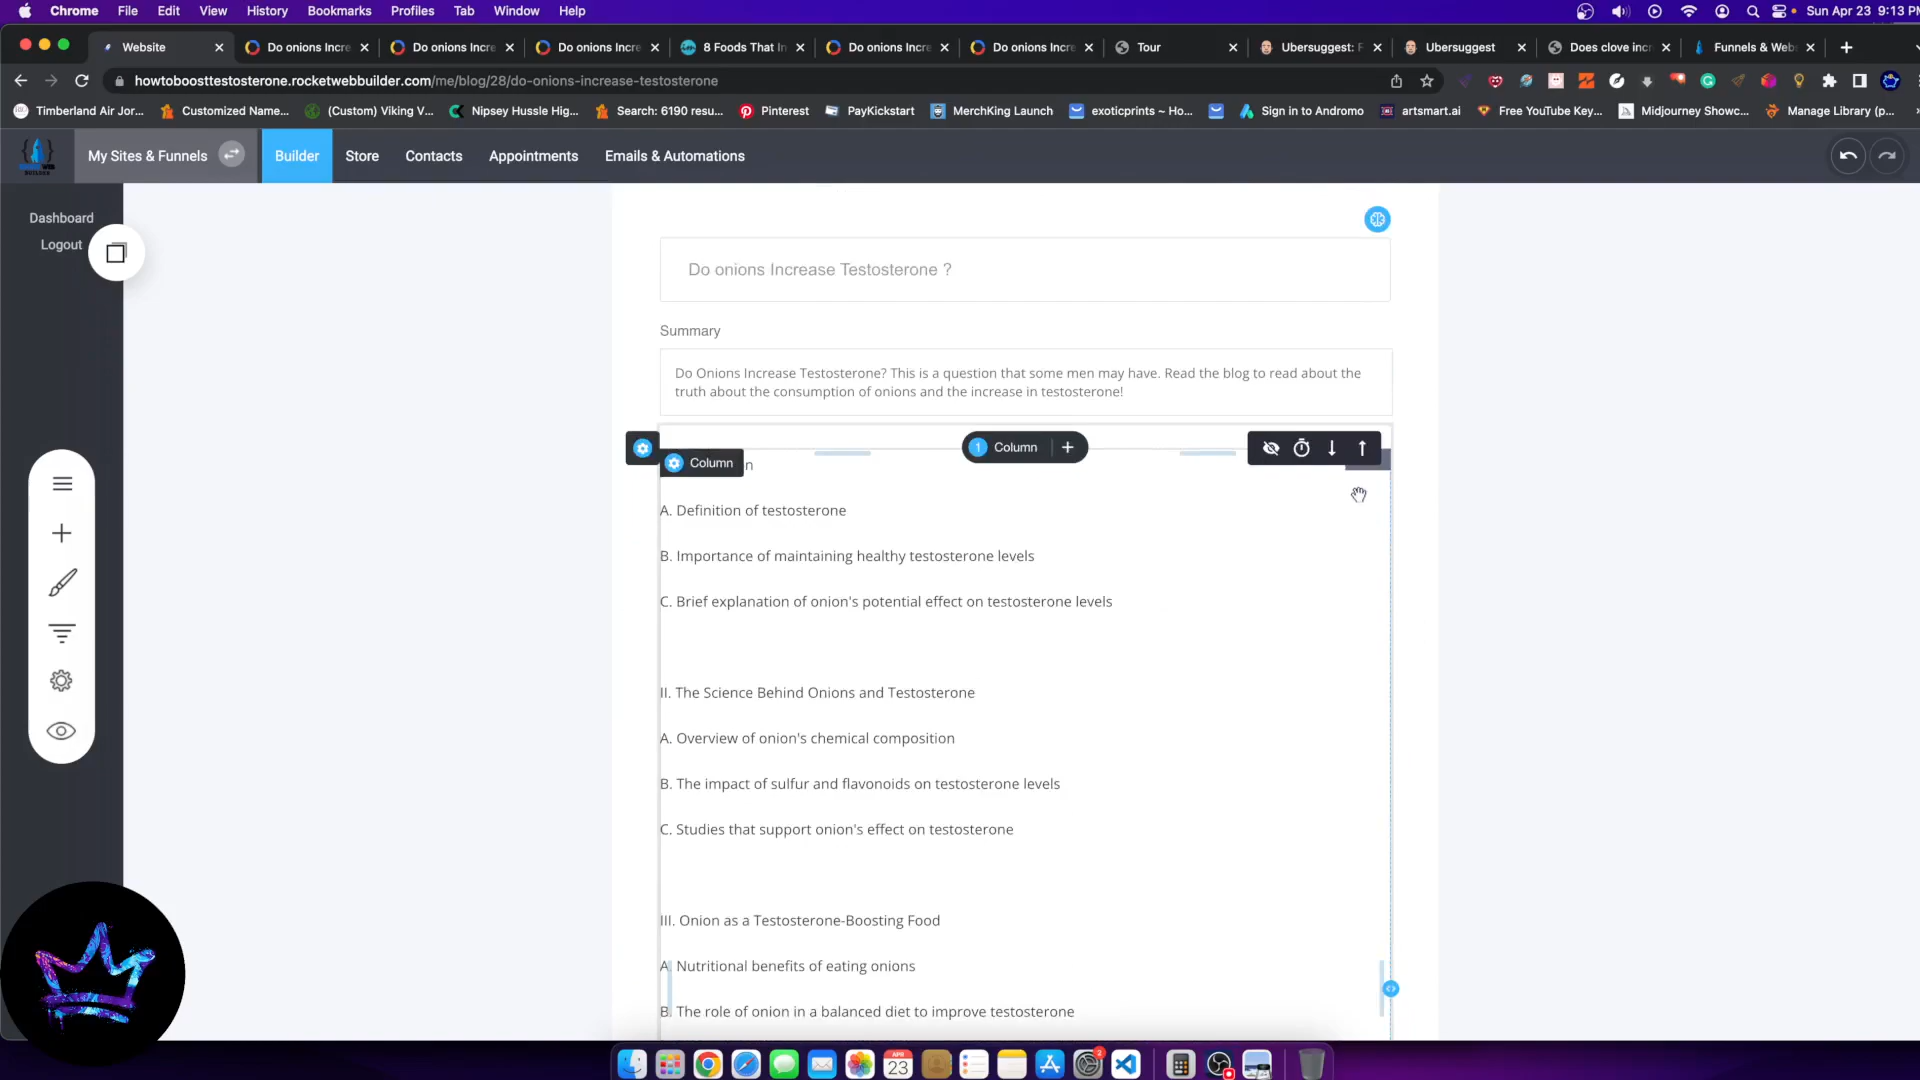 Chrome File Edit View History Bookmarks Profiles Tab Window Help Sun Apr 23 9:13 PM
Website Do onions Incre Do onions Incre Do onions Incre 8 Foods That In Do onions Incre Do onions Incre Tour Ubersuggest: F Ubersuggest Does clove incr Funnels & Web
howtoboosttestosterone.rocketwebbuilder.com/me/blog/28/do-onions-increase-testosterone
Timberland Air Jor... Customized Name... (Custom) Viking V... Nipsey Hussle Hig... Search: 6190 resu... Pinterest PayKickstart MerchKing Launch exoticprints ~ Ho... Sign in to Andromo artsmart.ai Free YouTube Key... Midjourney Showc... Manage Library (p...
BUILDER My Sites & Funnels Builder Store Contacts Appointments Emails & Automations
Dashboard
Logout
Do onions Increase Testosterone ?
Summary
Do Onions Increase Testosterone? This is a question that some men may have. Read the blog to read about the
truth about the consumption of onions and the increase in testosterone!
1 Column +
Column n
A. Definition of testosterone
B. Importance of maintaining healthy testosterone levels
C. Brief explanation of onion's potential effect on testosterone levels
II. The Science Behind Onions and Testosterone
A. Overview of onion's chemical composition
B. The impact of sulfur and flavonoids on testosterone levels
C. Studies that support onion's effect on testosterone
III. Onion as a Testosterone-Boosting Food
A. Nutritional benefits of eating onions
B. The role of onion in a balanced diet to improve testosterone
APR
23
2